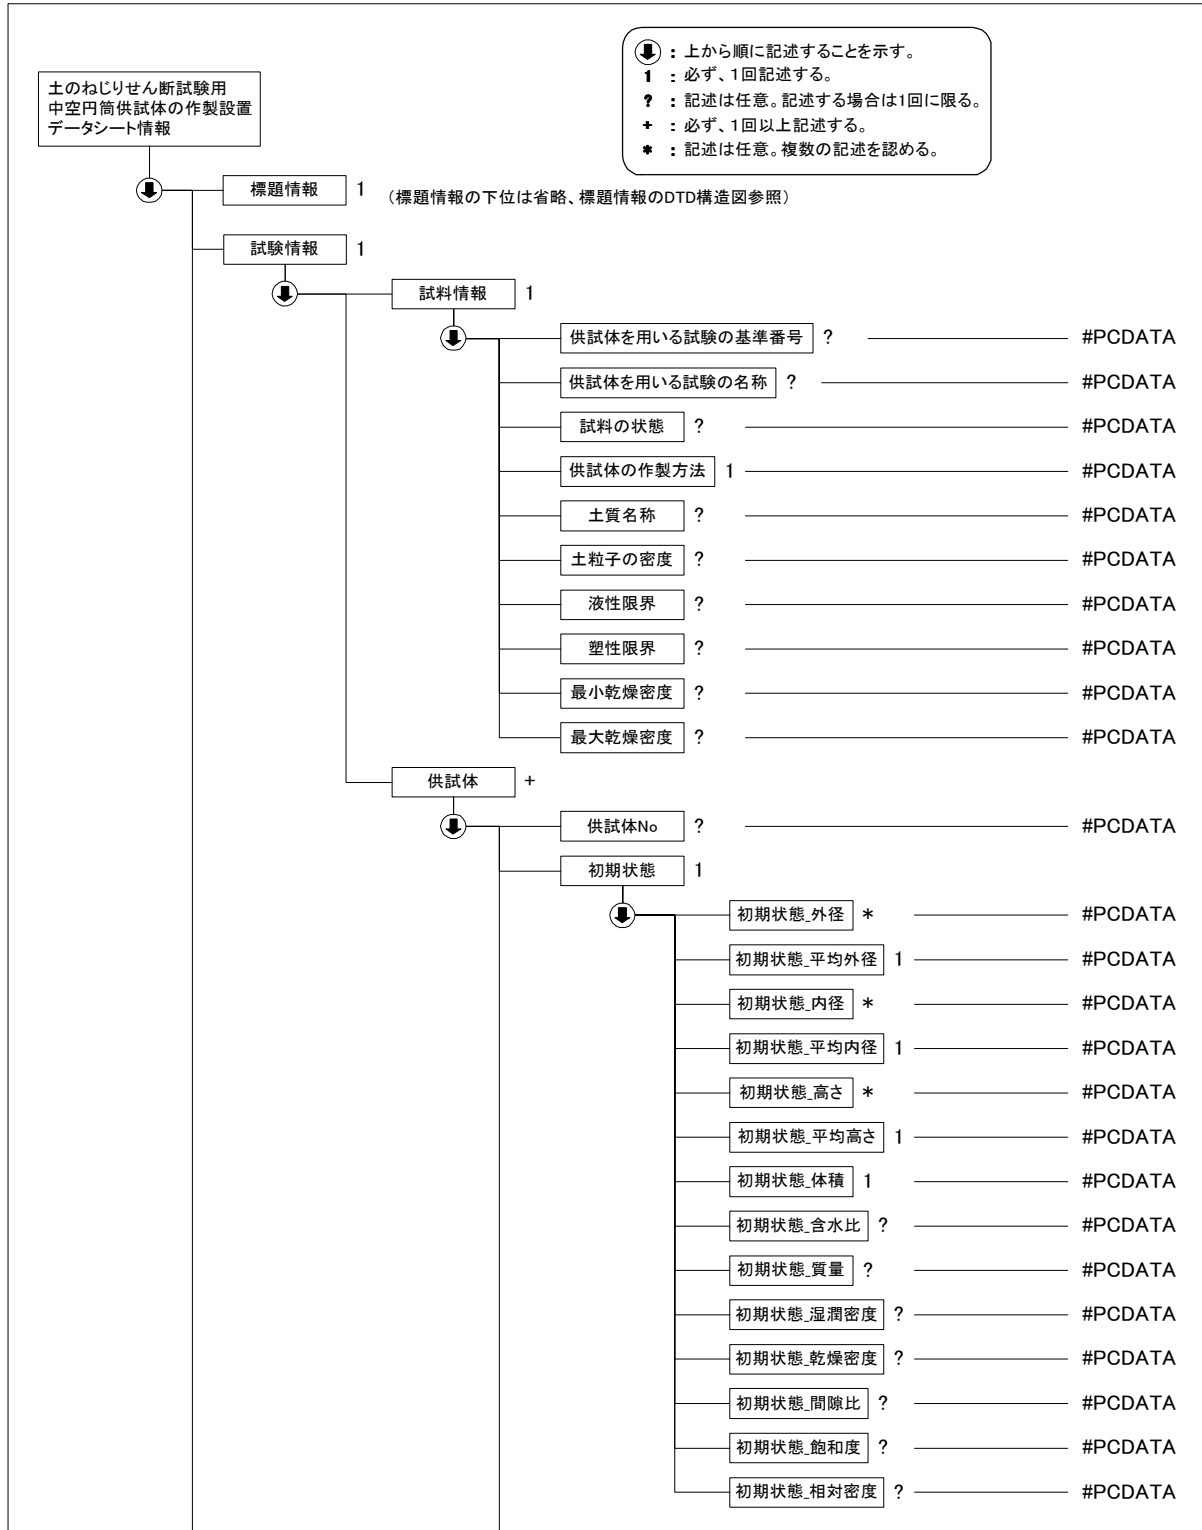 ：上から順に記述することを示す。
1 ：必ず、1回記述する。
? ：記述は任意。記述する場合は1回に限る。
+ ：必ず、1回以上記述する。
* ：記述は任意。複数の記述を認める。
土のねじりせん断試験用
中空円筒供試体の作製設置
データシート情報
標題情報 1 (標題情報の下位は省略、標題情報のDTD構造図参照)
試験情報 1
試料情報 1
供試体を用いる試験の基準番号 ? #PCDATA
供試体を用いる試験の名称 ? #PCDATA
試料の状態 ? #PCDATA
供試体の作製方法 1 #PCDATA
土質名称 ? #PCDATA
土粒子の密度 ? #PCDATA
液性限界 ? #PCDATA
塑性限界 ? #PCDATA
最小乾燥密度 ? #PCDATA
最大乾燥密度 ? #PCDATA
供試体 +
供試体No ? #PCDATA
初期状態 1
初期状態_外径 * #PCDATA
初期状態_平均外径 1 #PCDATA
初期状態_内径 * #PCDATA
初期状態_平均内径 1 #PCDATA
初期状態_高さ * #PCDATA
初期状態_平均高さ 1 #PCDATA
初期状態_体積 1 #PCDATA
初期状態_含水比 ? #PCDATA
初期状態_質量 ? #PCDATA
初期状態_湿潤密度 ? #PCDATA
初期状態_乾燥密度 ? #PCDATA
初期状態_間隙比 ? #PCDATA
初期状態_飽和度 ? #PCDATA
初期状態_相対密度 ? #PCDATA